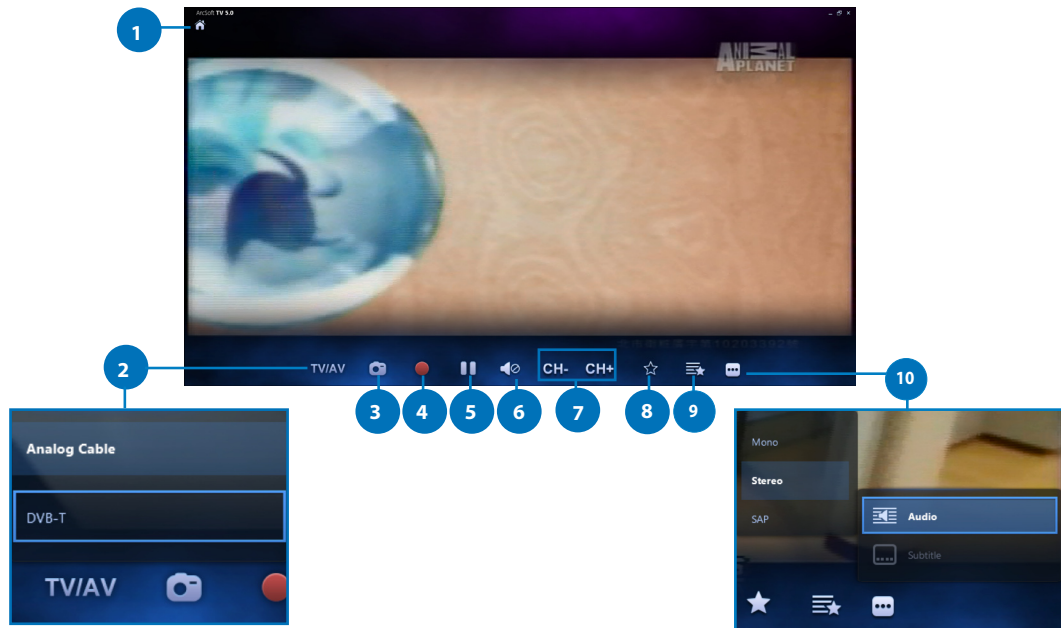 ArcSoft TV 5.0
1
ANIMAL
PLANET
2
TV/AV
CH- CH+
10
3
4
5
6
7
8
9
Analog Cable
DVB-T
TV/AV
Mono
Stereo
SAP
Audio
Subtitle